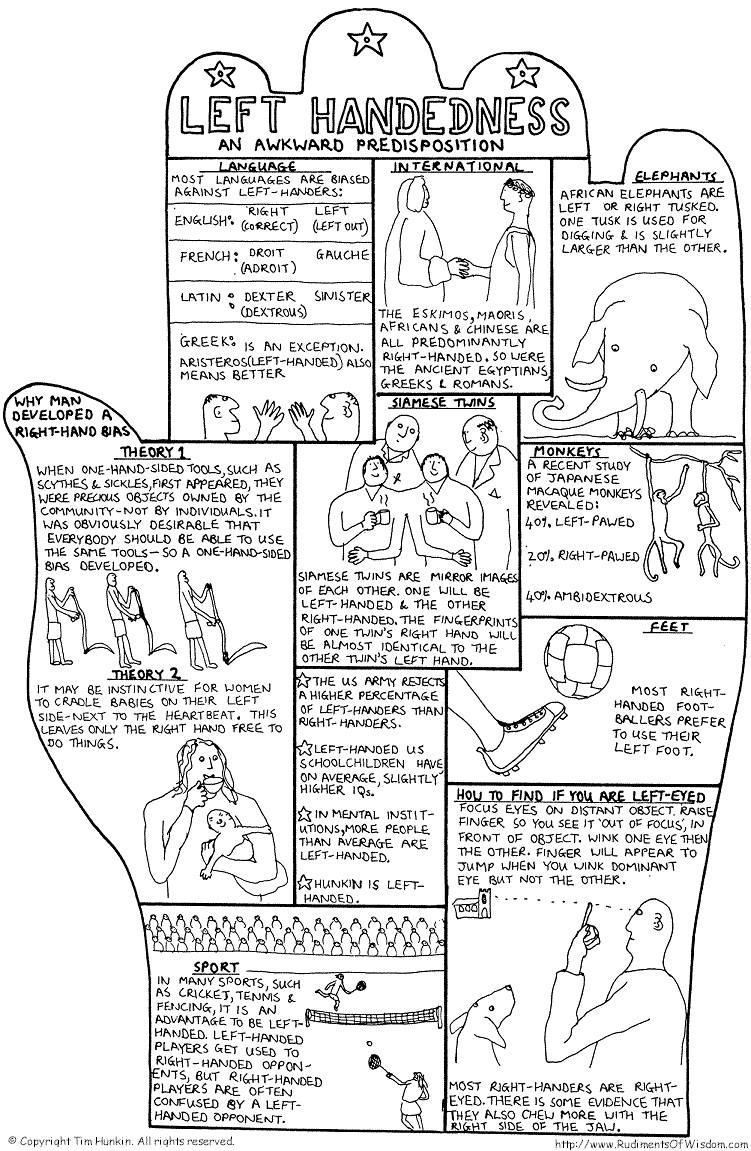 LEFT HANDEDNESS
AN AWKWARD PREDISPOSITION
LANGUAGE
MOST LANGUAGES ARE BIASED
AGAINST LEFT-HANDERS:
ENGLISH: RIGHT LEFT
(CORRECT) (LEFT OUT)
FRENCH: DROIT GAUCHE
(ADROIT)
LATIN: DEXTER SINISTER
(DEXTROUS)
GREEK: IS AN EXCEPTION.
ARISTEROS (LEFT-HANDED) ALSO
MEANS BETTER
INTERNATIONAL
THE ESKIMOS, MAORIS,
AFRICANS & CHINESE ARE
ALL PREDOMINANTLY
RIGHT-HANDED. SO WERE
THE ANCIENT EGYPTIANS,
GREEKS & ROMANS.
ELEPHANTS
AFRICAN ELEPHANTS ARE
LEFT OR RIGHT TUSKED.
ONE TUSK IS USED FOR
DIGGING & IS SLIGHTLY
LARGER THAN THE OTHER.
WHY MAN
DEVELOPED A
RIGHT-HAND BIAS
THEORY 1
WHEN ONE-HAND-SIDED TOOLS, SUCH AS
SCYTHES & SICKLES, FIRST APPEARED, THEY
WERE PRECIOUS OBJECTS OWNED BY THE
COMMUNITY-NOT BY INDIVIDUALS. IT
WAS OBVIOUSLY DESIRABLE THAT
EVERYBODY SHOULD BE ABLE TO USE
THE SAME TOOLS-SO A ONE-HAND-SIDED
BIAS DEVELOPED.
THEORY 2
IT MAY BE INSTINCTIVE FOR WOMEN
TO CRADLE BABIES ON THEIR LEFT
SIDE-NEXT TO THE HEARTBEAT. THIS
LEAVES ONLY THE RIGHT HAND FREE TO
DO THINGS.
SIAMESE TWINS
SIAMESE TWINS ARE MIRROR IMAGES
OF EACH OTHER. ONE WILL BE
LEFT-HANDED & THE OTHER
RIGHT-HANDED. THE FINGERPRINTS
OF ONE TWIN'S RIGHT HAND WILL
BE ALMOST IDENTICAL TO THE
OTHER TWIN'S LEFT HAND.
MONKEYS
A RECENT STUDY
OF JAPANESE
MACAQUE MONKEYS
REVEALED:
40% LEFT-PAWED
20% RIGHT-PAWED
40% AMBIDEXTROUS
THE US ARMY REJECTS
A HIGHER PERCENTAGE
OF LEFT-HANDERS THAN
RIGHT-HANDERS.
LEFT-HANDED US
SCHOOLCHILDREN HAVE
ON AVERAGE, SLIGHTLY
HIGHER IQs.
IN MENTAL INSTIT-
UTIONS, MORE PEOPLE
THAN AVERAGE ARE
LEFT-HANDED.
HUNKIN IS LEFT-
HANDED.
FEET
MOST RIGHT-
HANDED FOOT-
BALLERS PREFER
TO USE THEIR
LEFT FOOT.
HOW TO FIND IF YOU ARE LEFT-EYED
FOCUS EYES ON DISTANT OBJECT. RAISE
FINGER SO YOU SEE IT 'OUT OF FOCUS', IN
FRONT OF OBJECT. WINK ONE EYE THEN
THE OTHER. FINGER WILL APPEAR TO
JUMP WHEN YOU WINK DOMINANT
EYE BUT NOT THE OTHER.
MOST RIGHT-HANDERS ARE RIGHT-
EYED. THERE IS SOME EVIDENCE THAT
THEY ALSO CHEW MORE WITH THE
RIGHT SIDE OF THE JAW.
SPORT
IN MANY SPORTS, SUCH
AS CRICKET, TENNIS &
FENCING, IT IS AN
ADVANTAGE TO BE LEFT-
HANDED. LEFT-HANDED
PLAYERS GET USED TO
RIGHT-HANDED OPPON-
ENTS, BUT RIGHT-HANDED
PLAYERS ARE OFTEN
CONFUSED BY A LEFT-
HANDED OPPONENT.
© Copyright Tim Hunkin. All rights reserved.
http://www.RudimentsOfWisdom.com